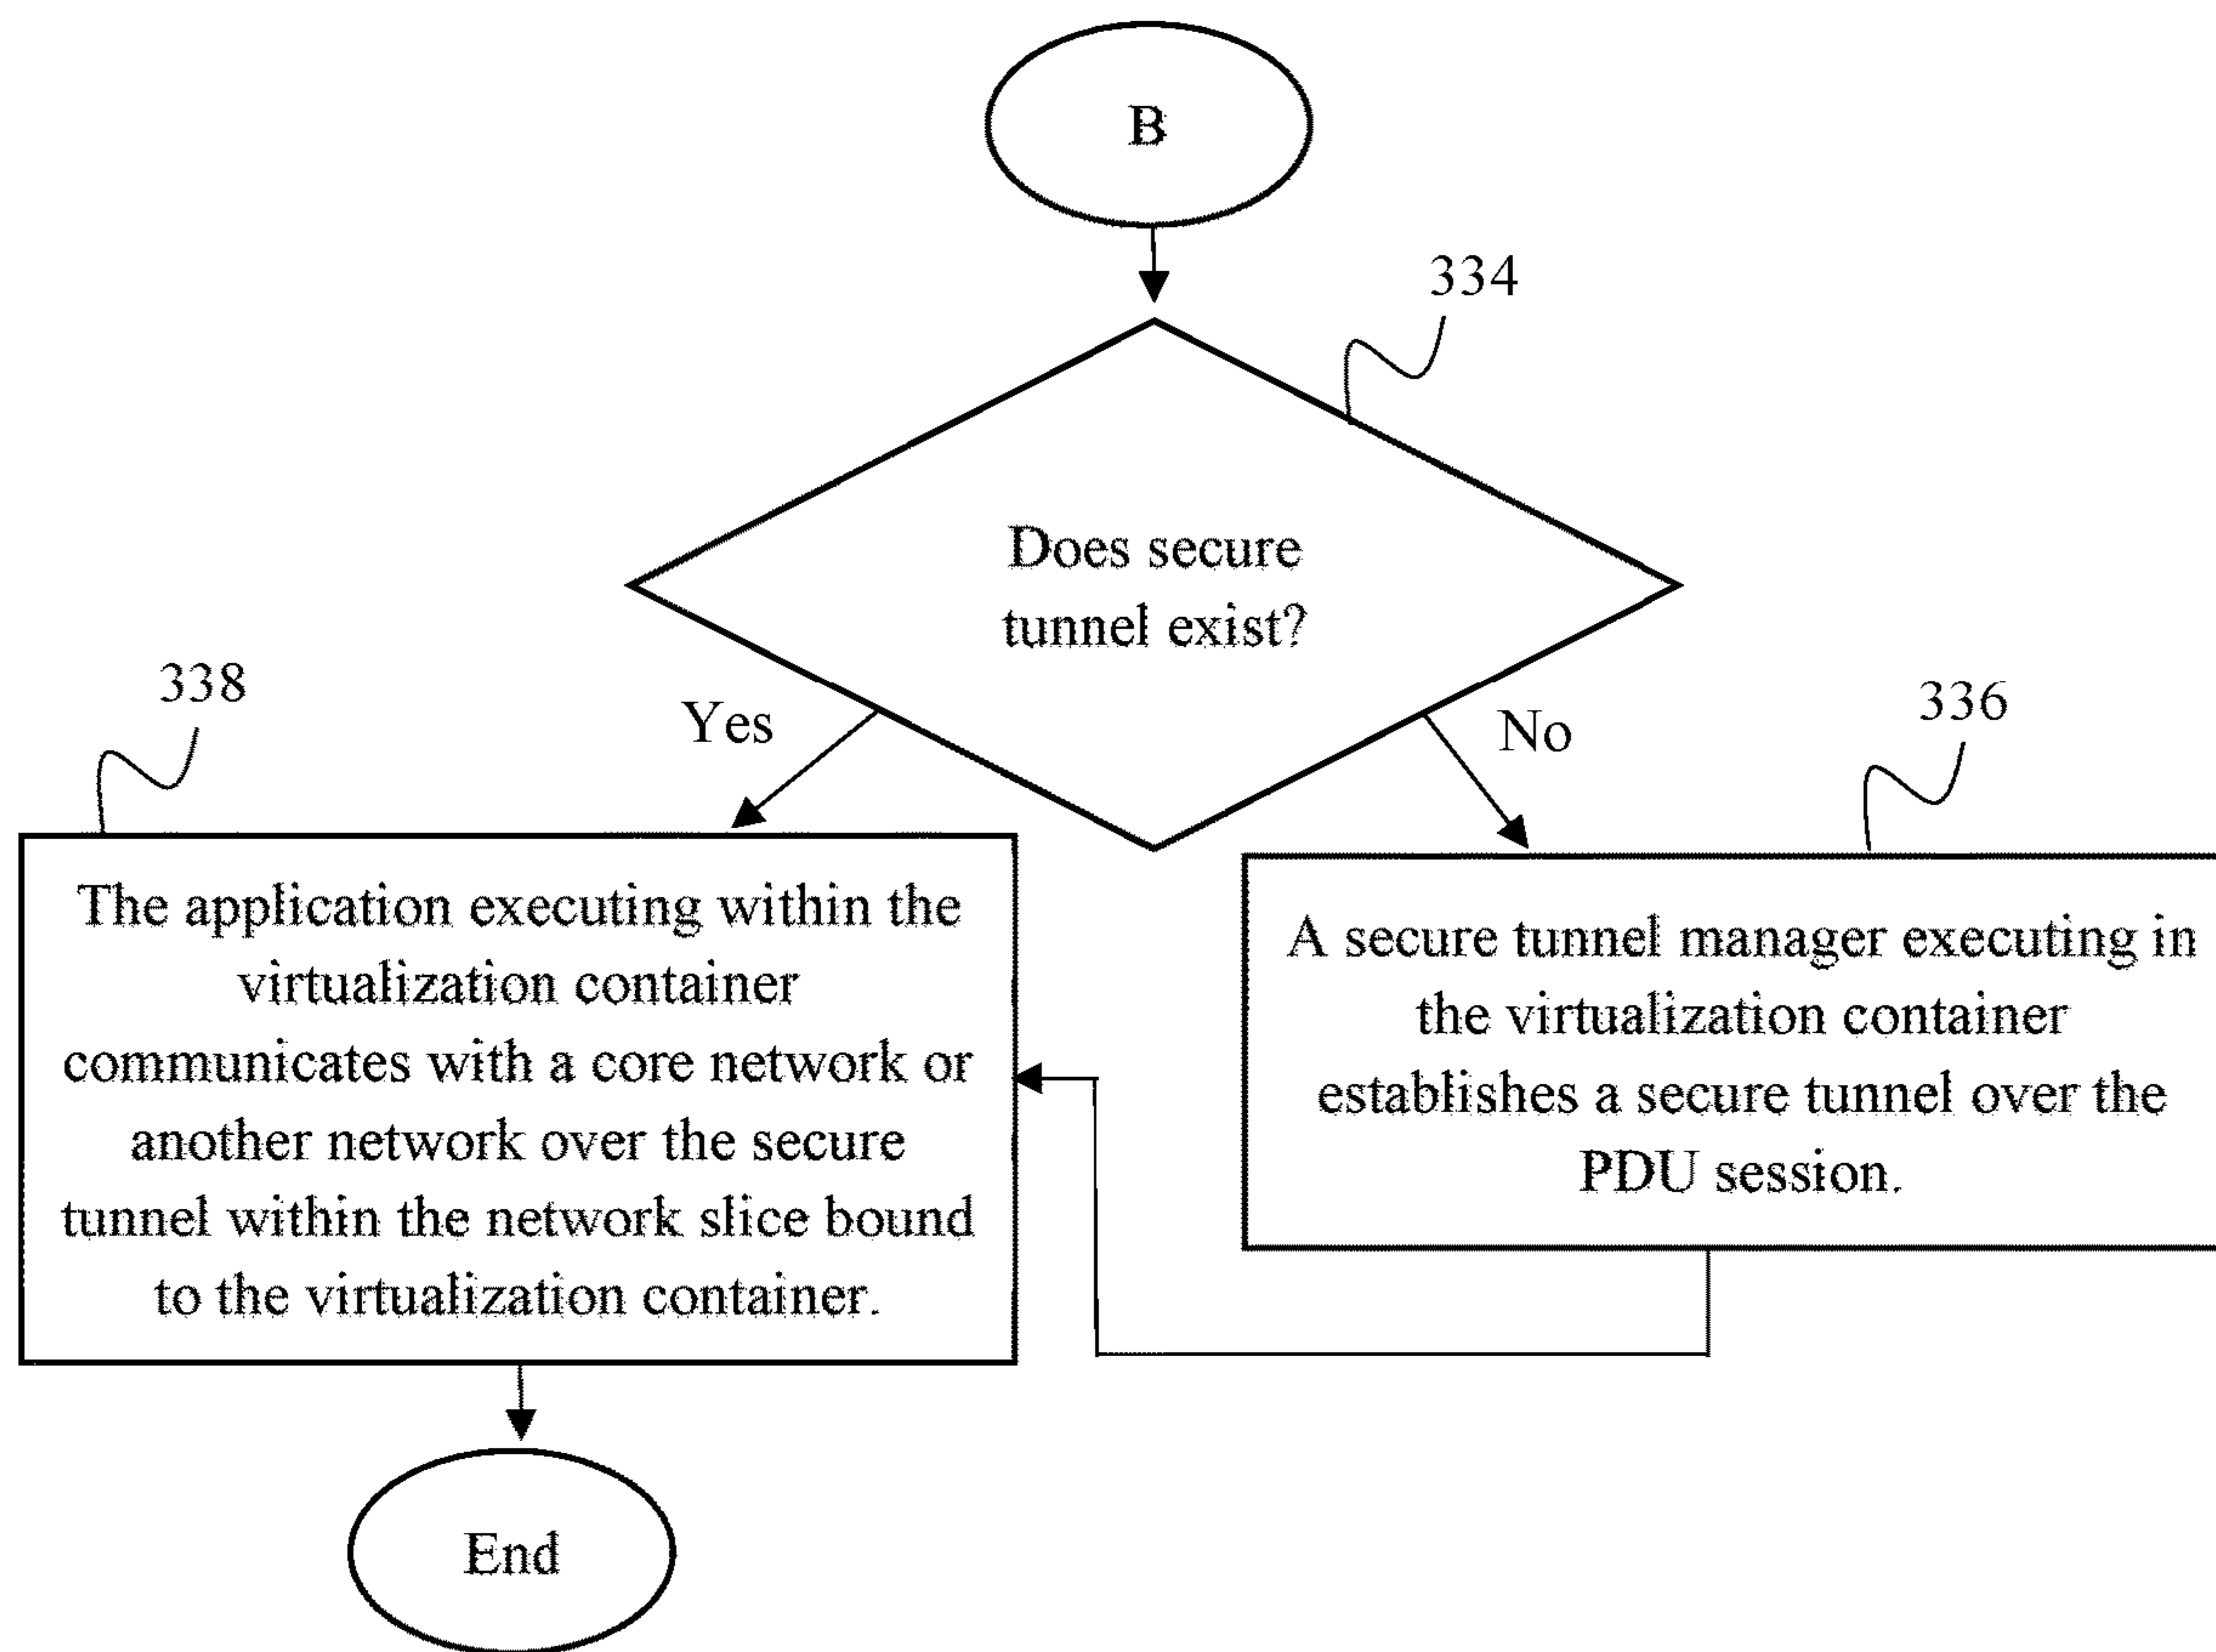 B
334
Does secure
tunnel exist?
338
Yes
No
336
The application executing within the
virtualization container
communicates with a core network or
another network over the secure
tunnel within the network slice bound
to the virtualization container.
A secure tunnel manager executing in
the virtualization container
establishes a secure tunnel over the
PDU session.
End